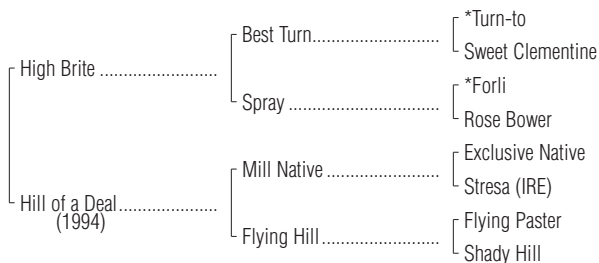 *Turn-to
Best Turn..............................
Sweet Clementine
High Brite .........................
*Forli
Spray ...................................
Rose Bower
Exclusive Native
Mill Native ..........................
Stresa (IRE)
Hill of a Deal.....................
(1994)
Flying Paster
Flying Hill...........................
Shady Hill